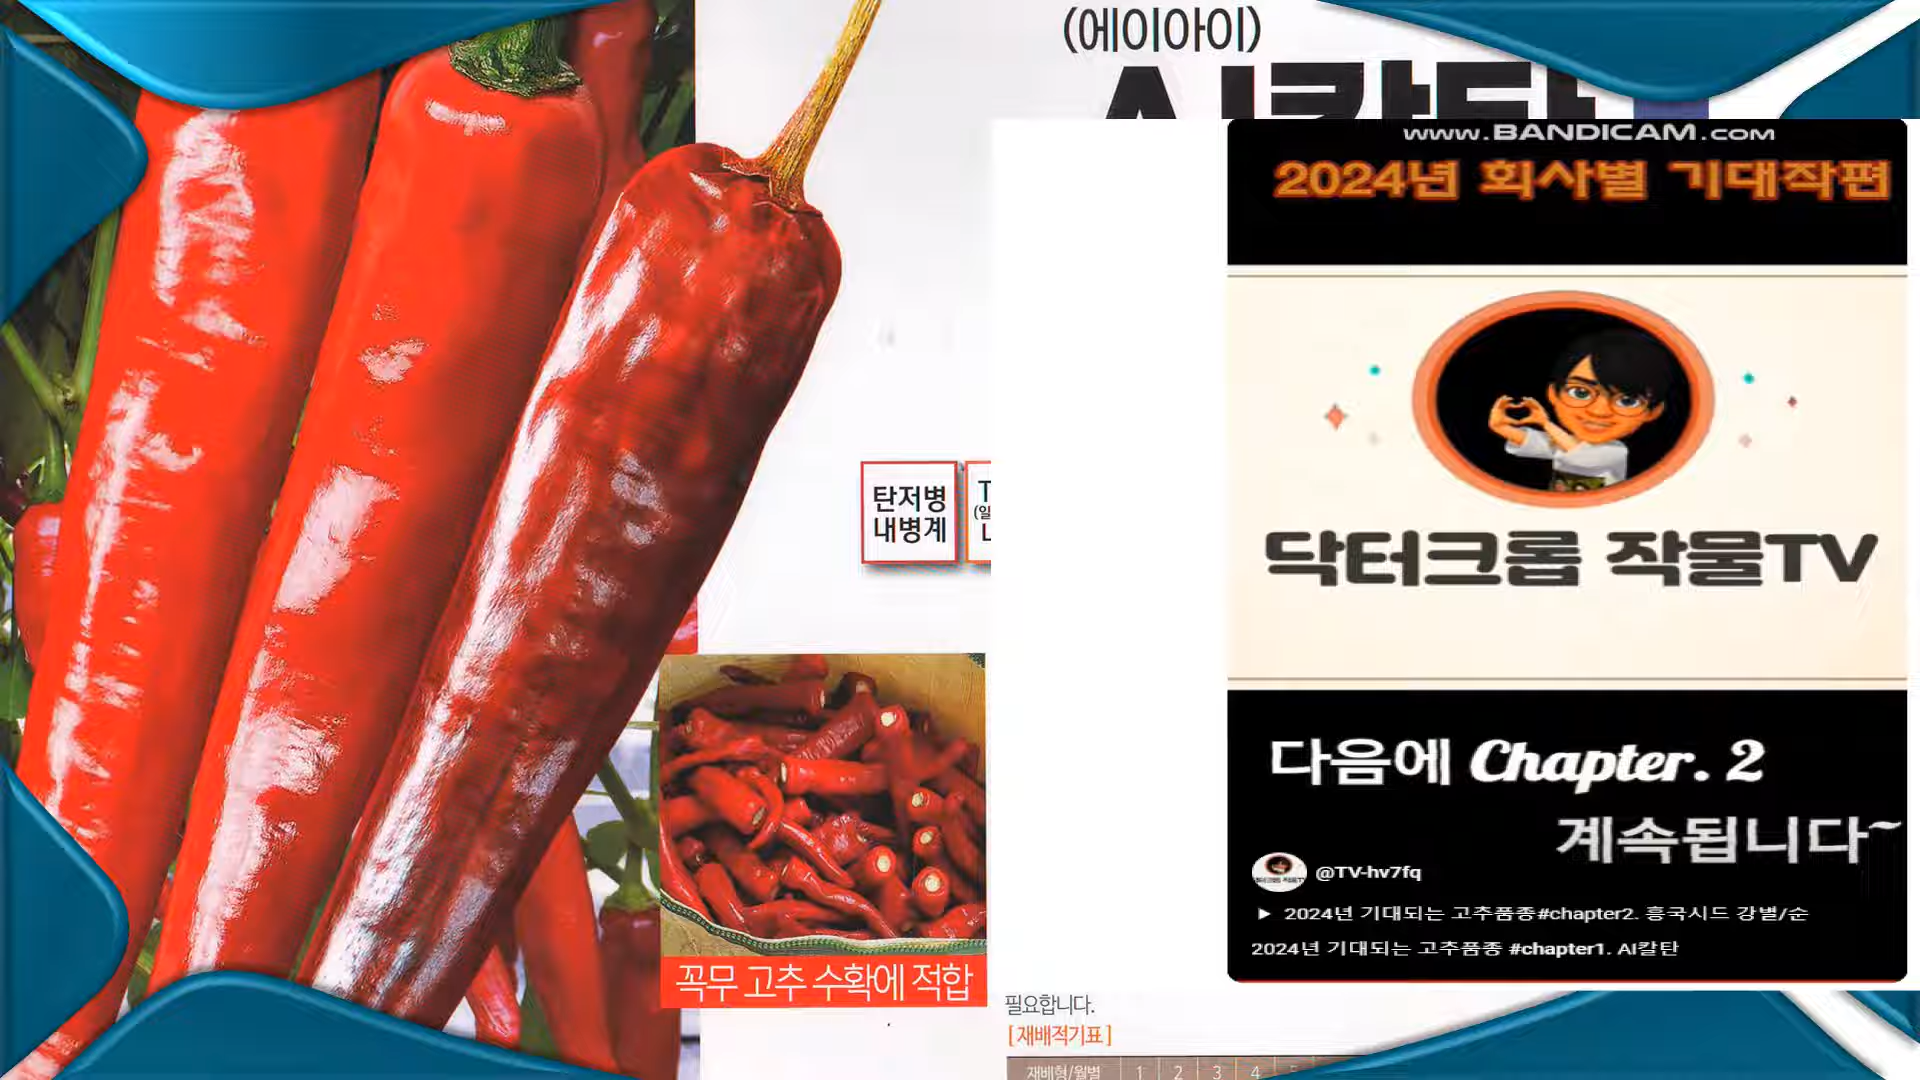 (에이아이)
AI칼탄
탄저병
내병계
꼭무 고추 수확에 적합
www.BANDICAM.com
2024년 회사별 기대작편
닥터크롭 작물TV
다음에 Chapter. 2
계속됩니다~
@TV-hv7fq
▶ 2024년 기대되는 고추품종#chapter2. 흥국시드 강별/순
2024년 기대되는 고추품종 #chapter1. AI칼탄
필요합니다.
[재배적기표]
재배형/월별 1 2 3 4